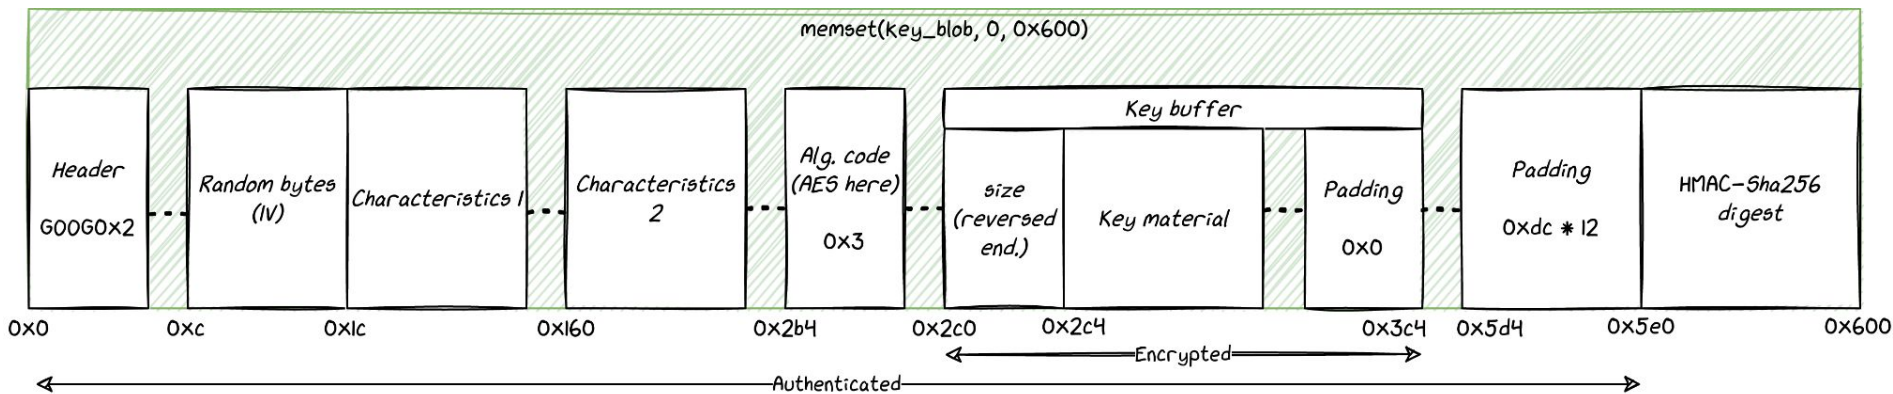 memset(key_blob, 0, 0x600)
Key buffer
Header
G00G0x2
Random bytes
(IV)
Characteristics 1
Characteristics
2
Alg. code
(AES here)
0x3
size
(reversed
end.)
Key material
Padding
0x0
Padding
0xdc * 12
HMAC-Sha256
digest
0x0
0xc
0x1c
0x160
0x2b4
0x2c0
0x2c4
0x3c4
0x5d4
0x5e0
0x600
Encrypted
Authenticated